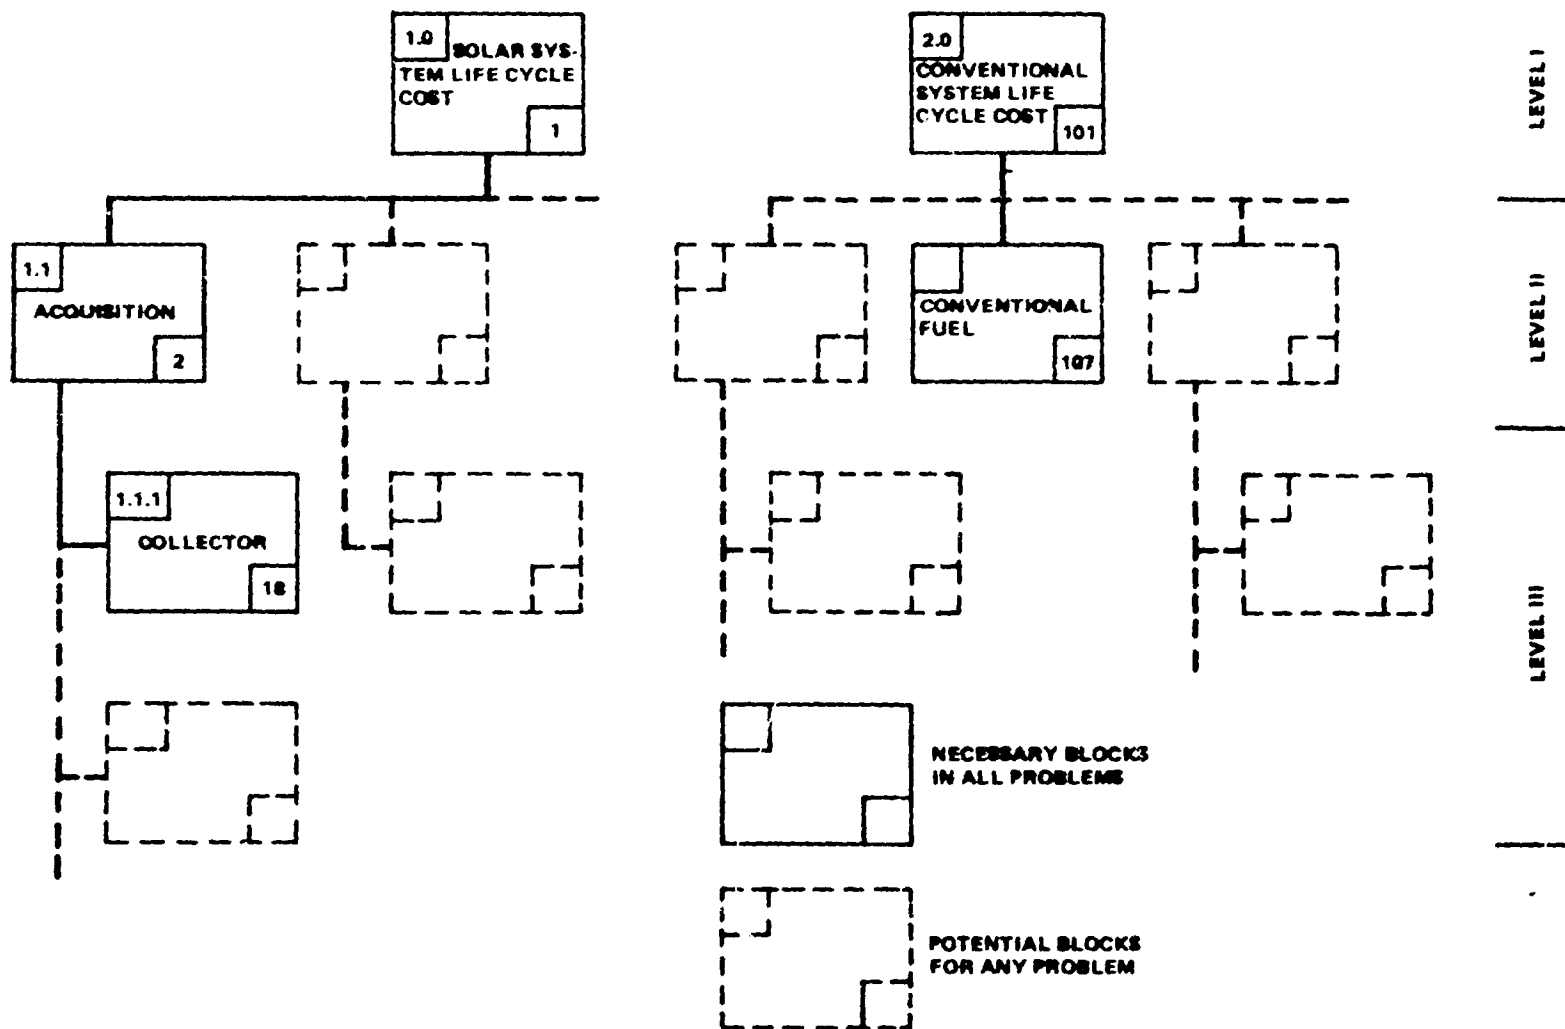 1.0 SOLAR SYS-
TEM LIFE CYCLE
COST
1
2.0
CONVENTIONAL
SYSTEM LIFE
CYCLE COST
101
LEVEL I
1.1
ACQUISITION
2
CONVENTIONAL
FUEL
107
LEVEL II
1.1.1
COLLECTOR
18
LEVEL III
NECESSARY BLOCKS
IN ALL PROBLEMS
POTENTIAL BLOCKS
FOR ANY PROBLEM